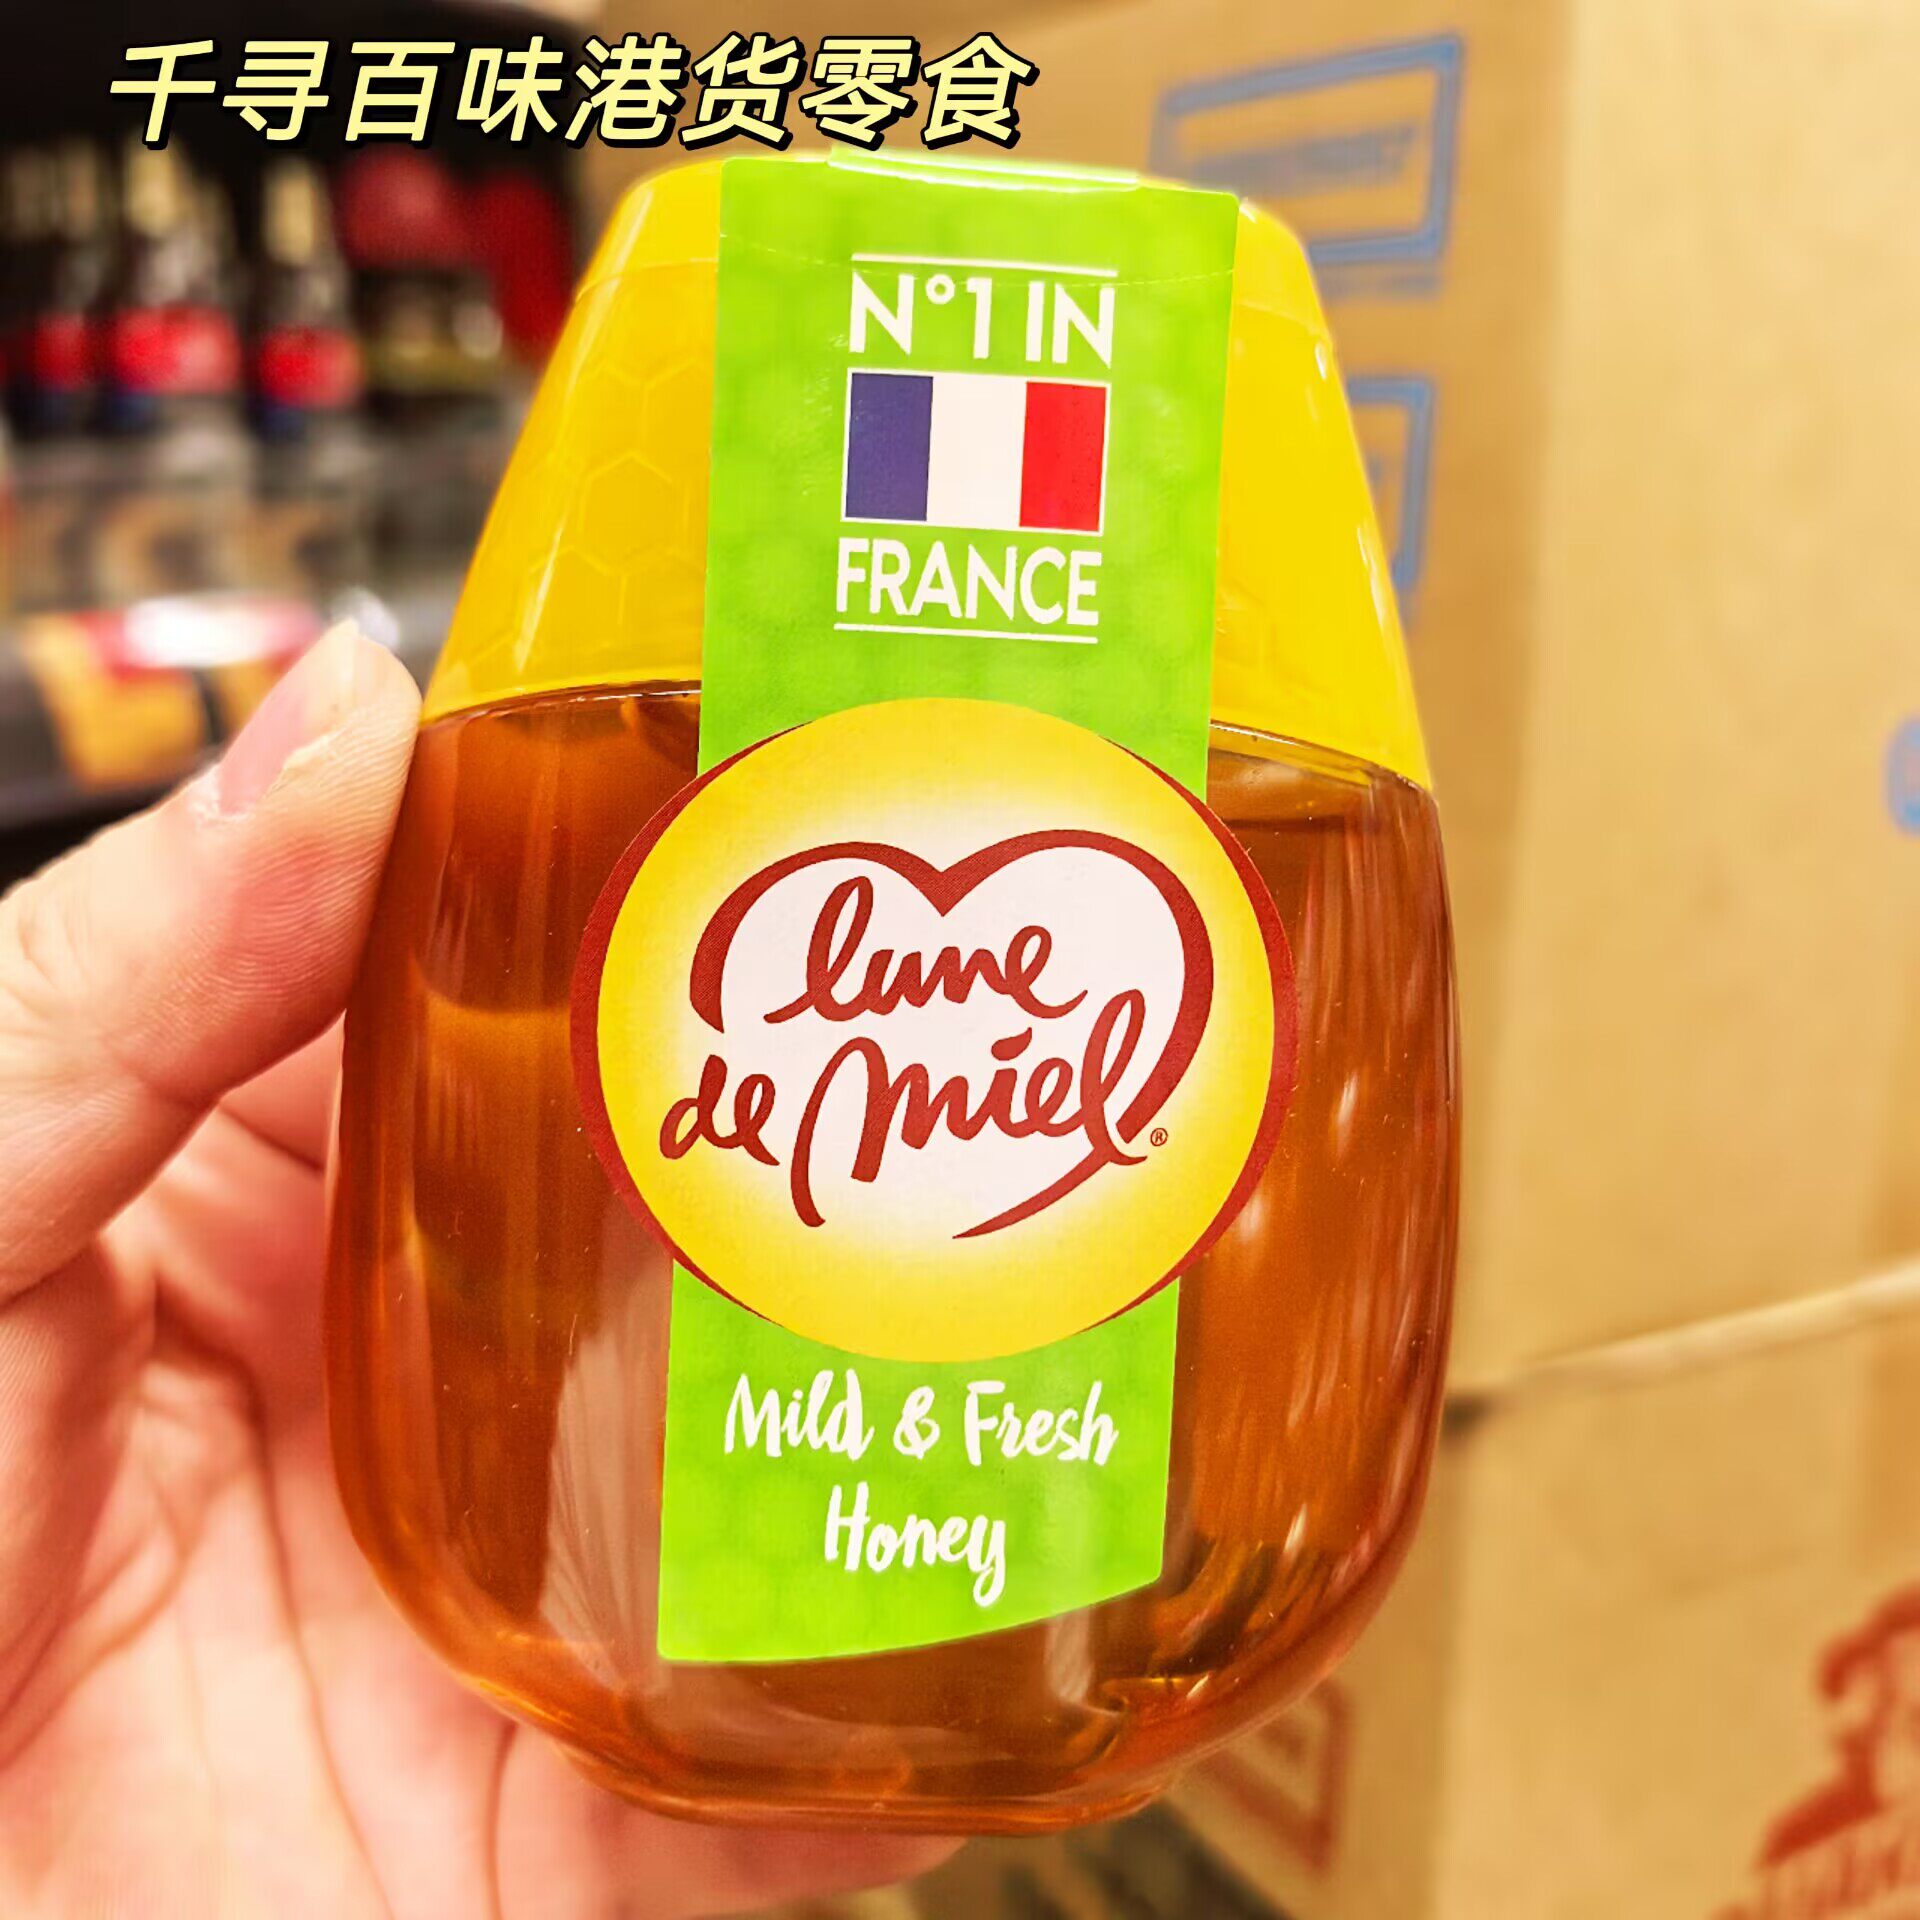 千寻百味港货零食
N°1 IN
FRANCE
lune
de miel®
Mild & Fresh
Honey